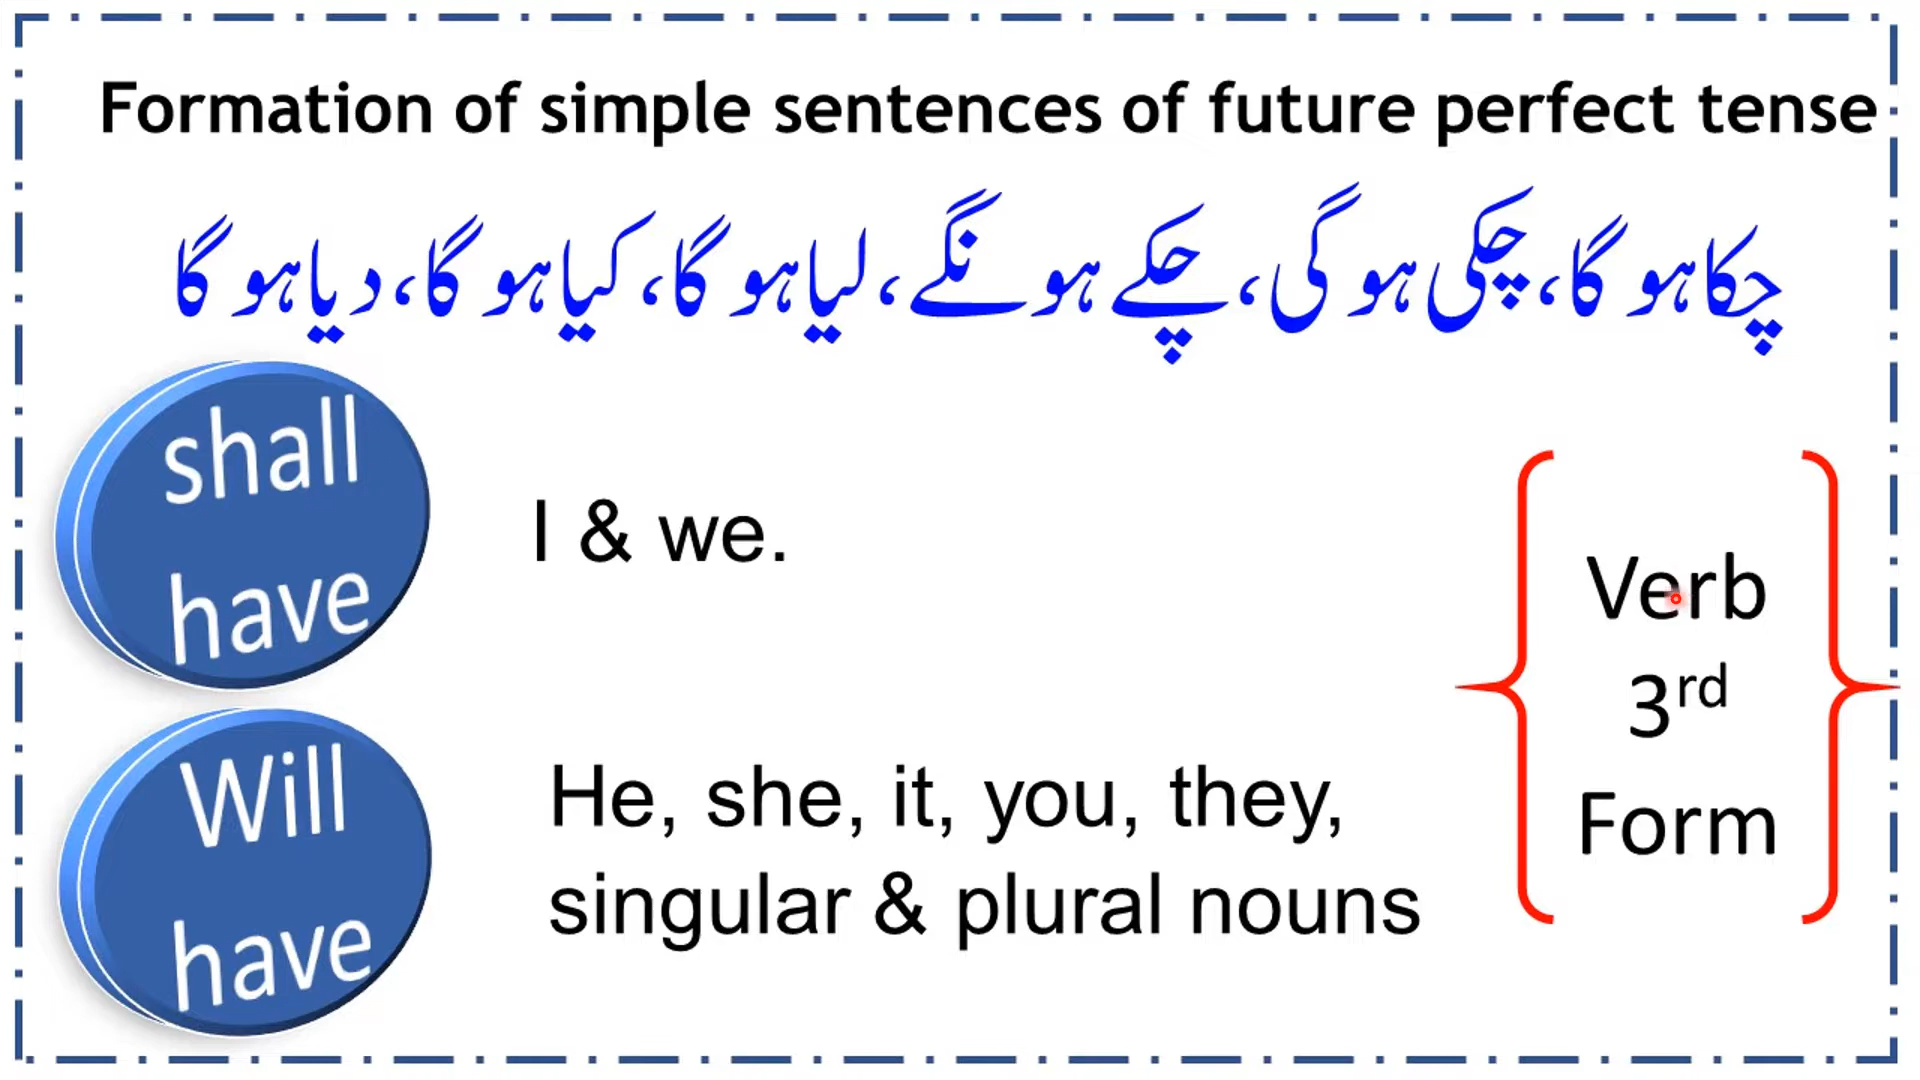 Formation of simple sentences of future perfect tense
چکا ہو گا، چکی ہو گی، چکے ہونگے، لیا ہو گا، کیا ہو گا، دیا ہو گا
shall
have
I & we.
Will
have
He, she, it, you, they,
singular & plural nouns
Verb
3rd
Form